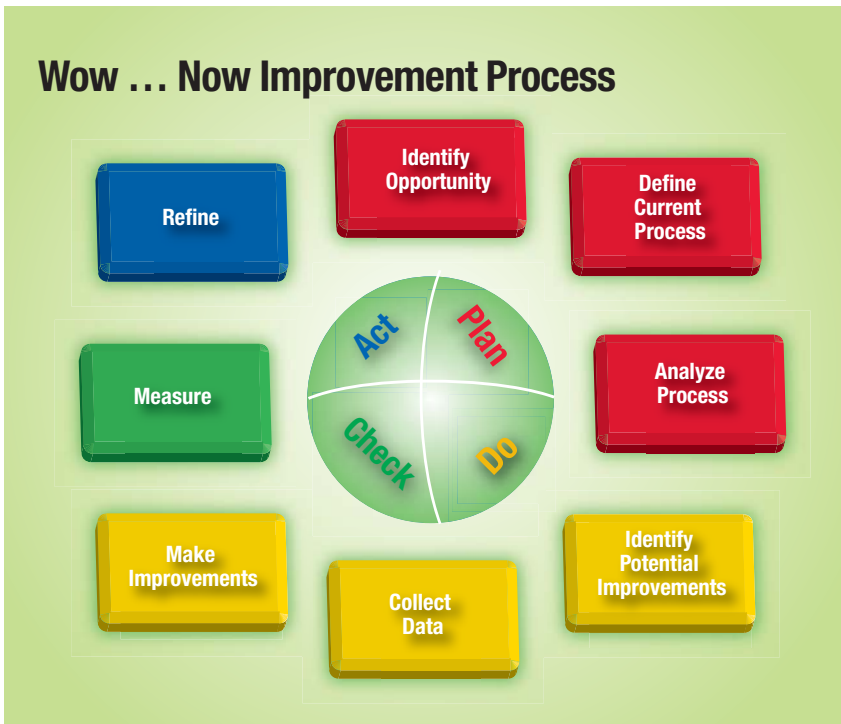 Wow … Now Improvement Process
Identify
Opportunity
Define
Current
Process
Analyze
Process
Identify
Potential
Improvements
Collect
Data
Make
Improvements
Measure
Refine
Act
Plan
Do
Check